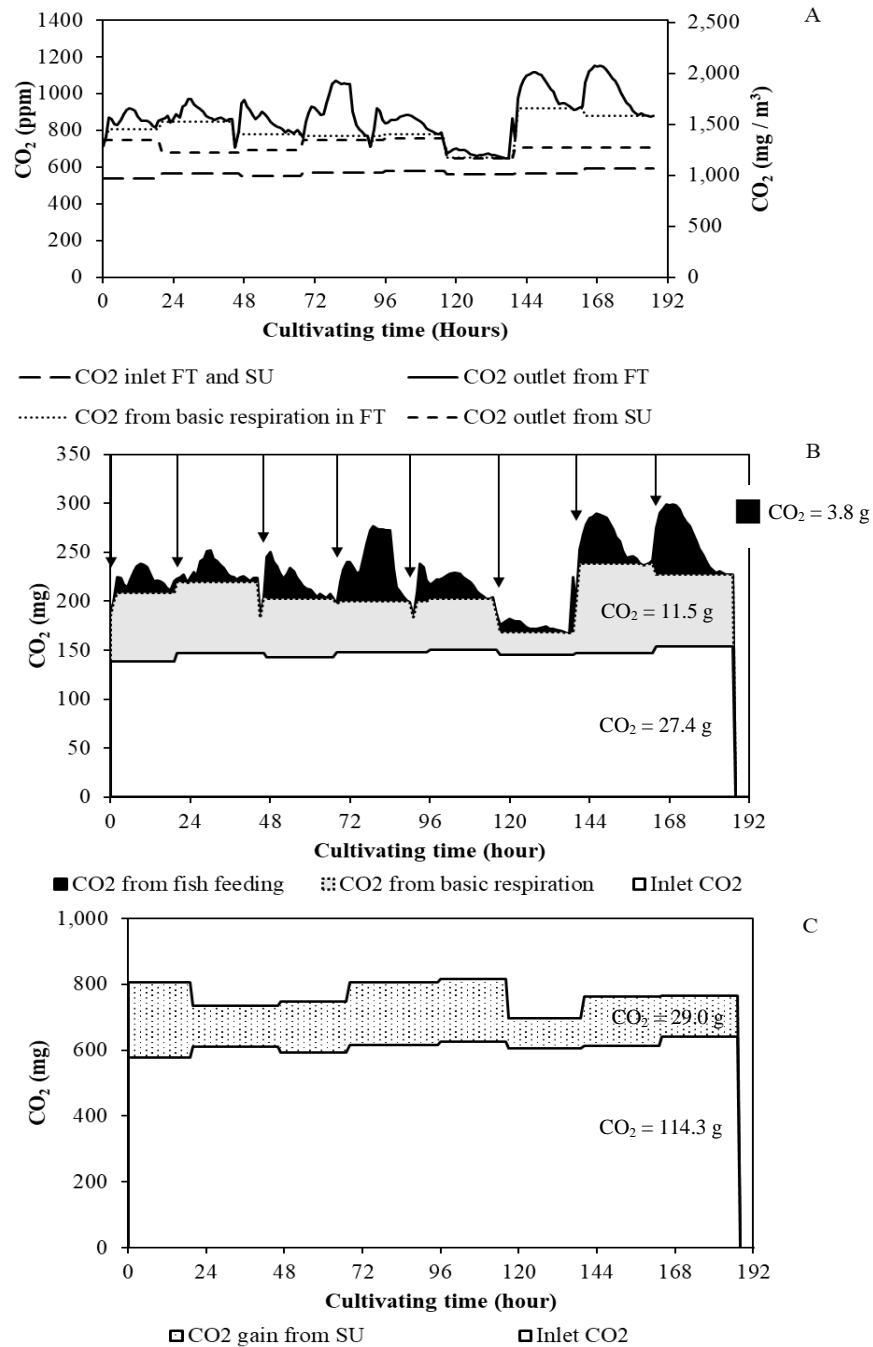 A
1400
1200
1000
800
600
400
200
0
CO₂ (ppm)
2,500
2,000
1,500
1,000
500
0
CO₂ (mg / m³)
0 24 48 72 96 120 144 168 192
Cultivating time (Hours)
CO2 inlet FT and SU CO2 outlet from FT
CO2 from basic respiration in FT CO2 outlet from SU
B
350
300
250
200
150
100
50
0
CO₂ (mg)
CO₂ = 3.8 g
CO₂ = 11.5 g
CO₂ = 27.4 g
0 24 48 72 96 120 144 168 192
Cultivating time (hour)
CO2 from fish feeding CO2 from basic respiration Inlet CO2
C
1,000
800
600
400
200
0
CO₂ (mg)
CO₂ = 29.0 g
CO₂ = 114.3 g
0 24 48 72 96 120 144 168 192
Cultivating time (hour)
CO2 gain from SU Inlet CO2